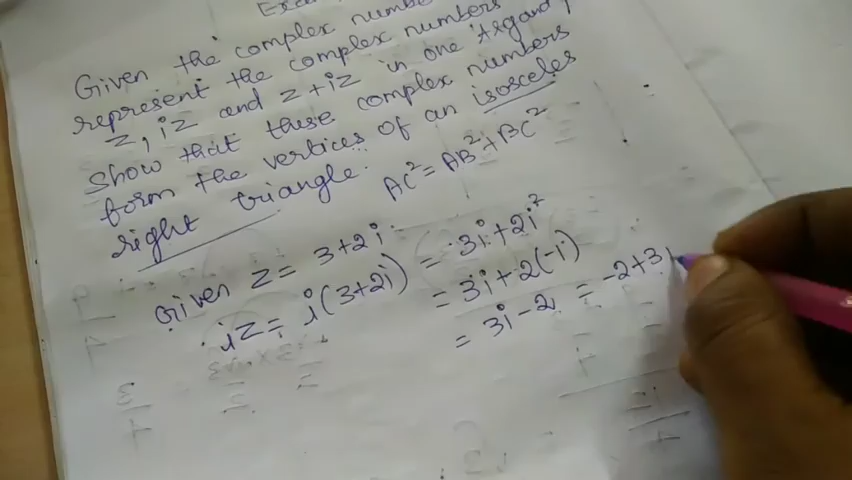 Given the complex number
represent the complex numbers
z, iz and z+iz in one Argand
show that these complex numbers
form the vertices of an isosceles
right triangle.
AC² = AB² + BC²
Given z = 3+2i
iz = i(3+2i) = 3i+2i²
= 3i+2(-1)
= 3i-2 = -2+3i